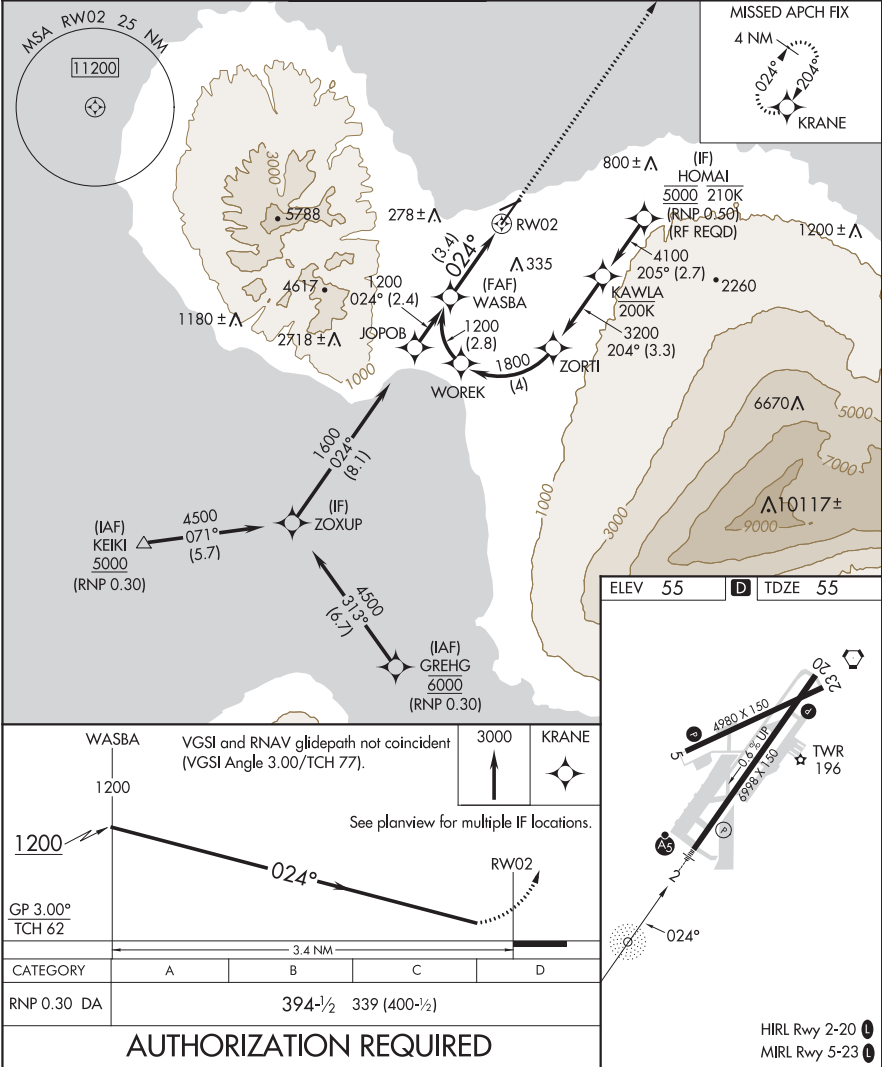 MSA RW02 25 NM
11200
MISSED APCH FIX
4 NM
024°
204°
KRANE
3000
5788
4617
1180 ±
2718 ±
1000
278 ±
RW02
(3.4)
024°
335
1200
024° (2.4)
(FAF)
WASBA
JOPOB
1200
(2.8)
WOREK
1800
(4)
ZORTI
800 ±
(IF)
HOMAI
5000 210K
(RNP 0.50)
(RF REQD)
1200 ±
4100
205° (2.7)
KAWLA
200K
2260
3200
204° (3.3)
6670
5000
7000
10117 ±
9000
1000
3000
1600
024°
(8.1)
(IF)
ZOXUP
(IAF)
KEIKI
5000
(RNP 0.30)
4500
071°
(5.7)
4500
313°
(6.7)
(IAF)
GREHG
6000
(RNP 0.30)
ELEV 55
D
TDZE 55
23
20
4980 X 150
P
P
5
0.6% UP
6998 X 150
TWR
196
P
A5
2
024°
HIRL Rwy 2-20 L
MIRL Rwy 5-23 L
WASBA
1200
VGSI and RNAV glidepath not coincident
(VGSI Angle 3.00/TCH 77).
3000
KRANE
See planview for multiple IF locations.
1200
024°
RW02
GP 3.00°
TCH 62
3.4 NM
CATEGORY A B C D
RNP 0.30 DA 394-½ 339 (400-½)
AUTHORIZATION REQUIRED